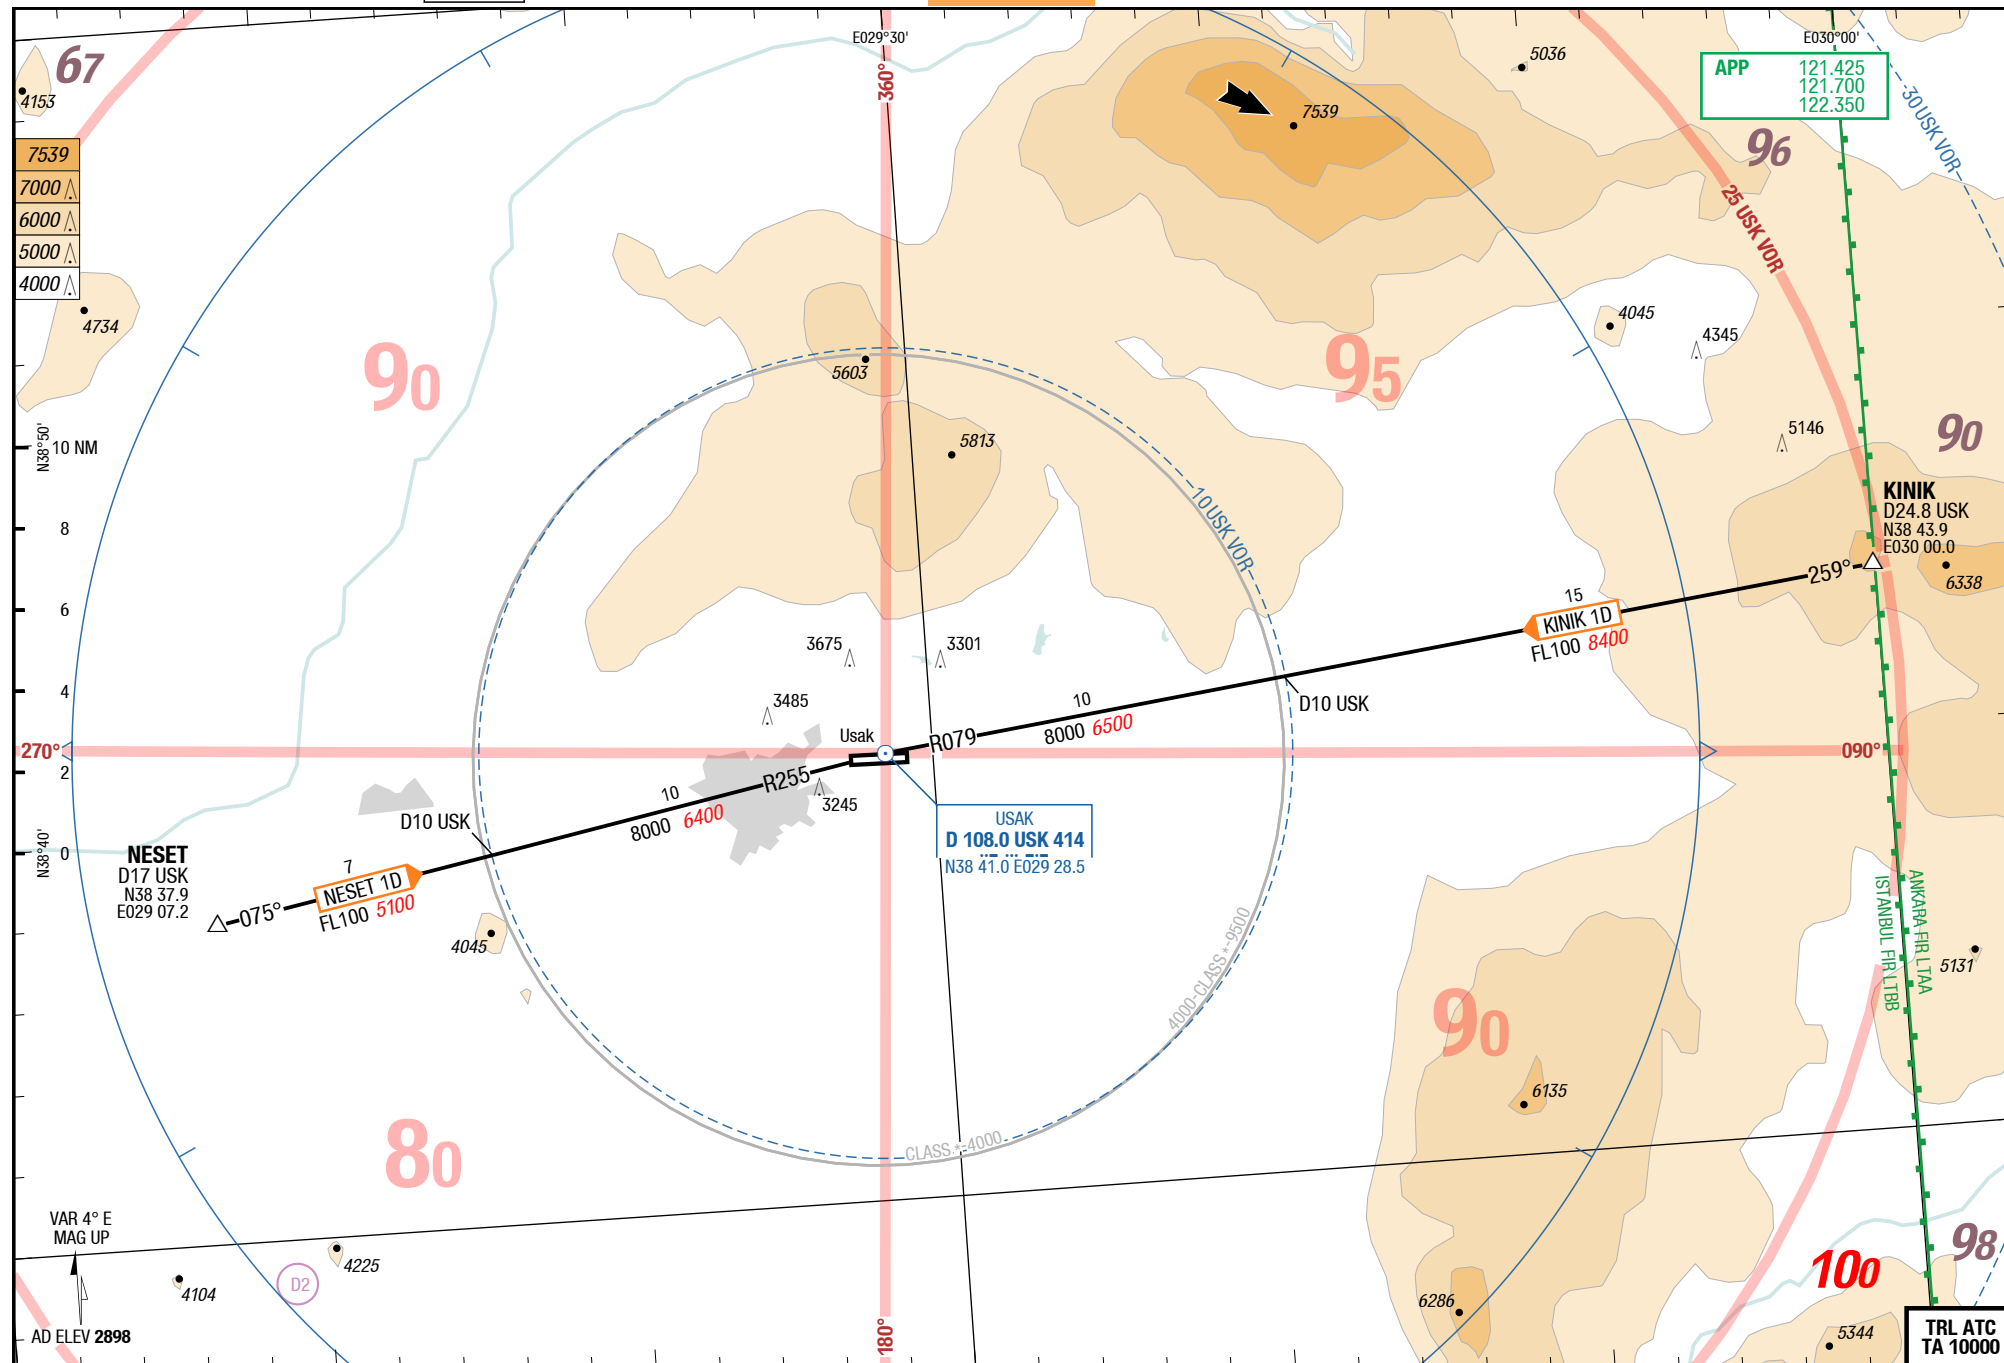 E029°30'
E030°00'
67
4153
360°
5036
7539
APP 121.425
121.700
122.350
96
30 USK VOR
25 USK VOR
7539
7000
6000
5000
4000
4734
90
95
4045
4345
5603
5813
5146
90
N38°50'
10 NM
8
6
4
2
0
N38°40'
10 USK VOR
KINIK
D24.8 USK
N38 43.9
E030 00.0
6338
259°
15
KINIK 1D
FL100 8400
3675
3301
3485
Usak
10
8000 6500
D10 USK
R079
270°
090°
R255
3245
10
8000 6400
D10 USK
USAK
D 108.0 USK 414
N38 41.0 E029 28.5
NESET
D17 USK
N38 37.9
E029 07.2
075°
7
NESET 1D
FL100 5100
4045
4000-CLASS *-9500
ANKARA FIR LTAA
ISTANBUL FIR LTBB
5131
90
6135
CLASS *-4000
80
VAR 4° E
MAG UP
4225
4104
D2
AD ELEV 2898
180°
6286
98
100
5344
TRL ATC
TA 10000